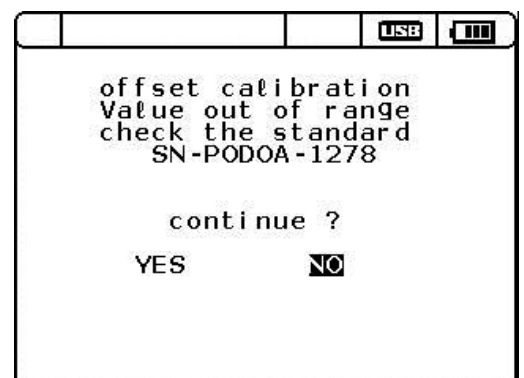 USB
offset calibration
Value out of range
check the standard
SN-PODOA-1278
continue ?
YES NO